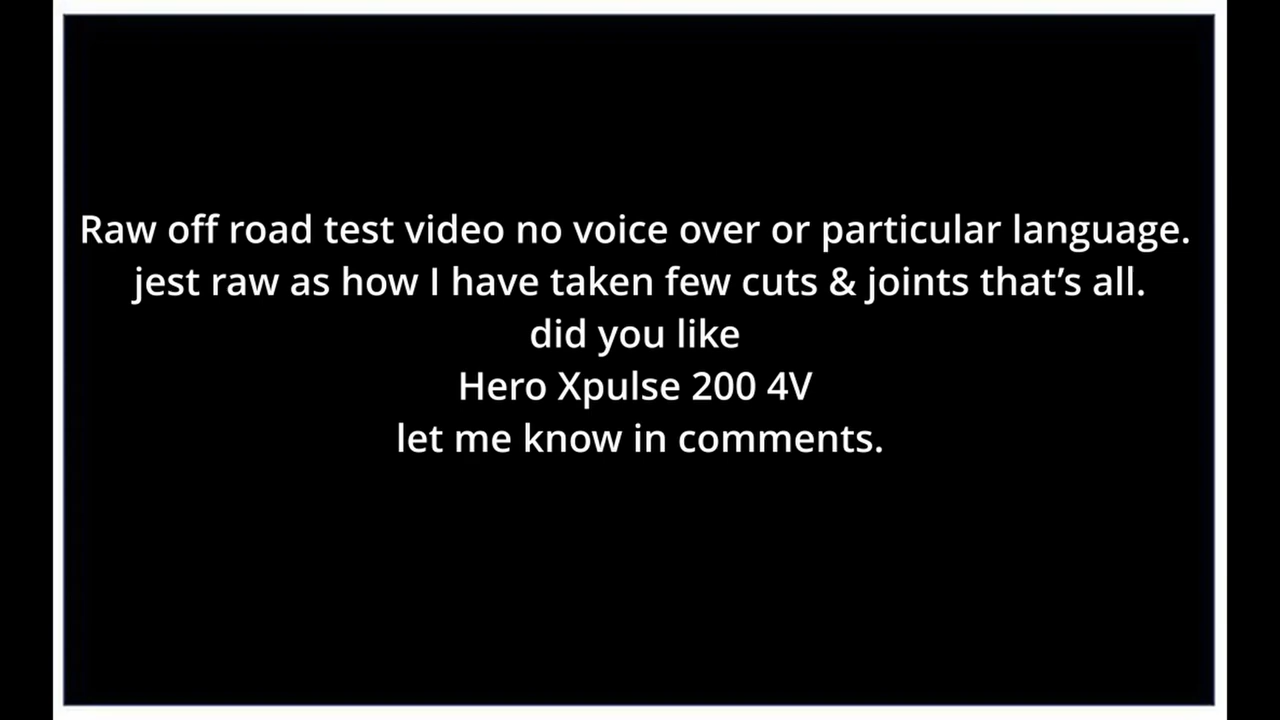 Raw off road test video no voice over or particular language.
jest raw as how I have taken few cuts & joints that’s all.
did you like
Hero Xpulse 200 4V
let me know in comments.